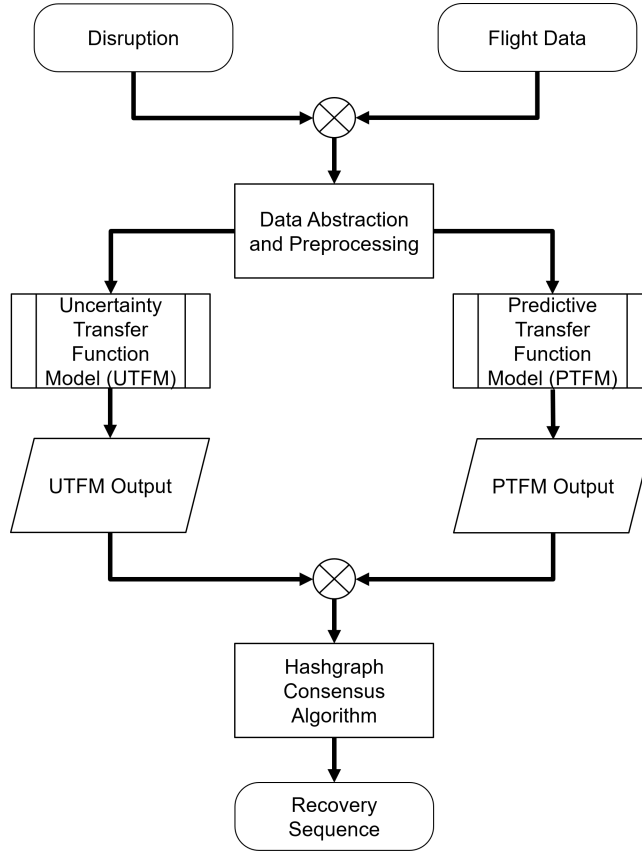 Disruption
Flight Data
Data Abstraction
and Preprocessing
Uncertainty
Transfer
Function
Model (UTFM)
Predictive
Transfer
Function
Model (PTFM)
UTFM Output
PTFM Output
Hashgraph
Consensus
Algorithm
Recovery
Sequence